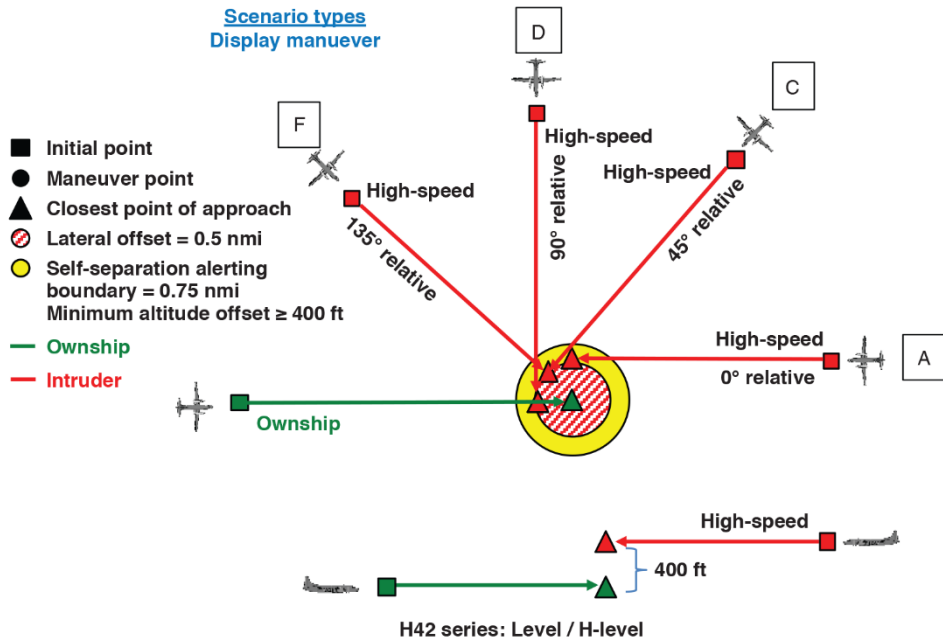 Scenario types
Display manuever
D
C
F
High-speed
High-speed
High-speed
90° relative
45° relative
135° relative
Initial point
Maneuver point
Closest point of approach
Lateral offset = 0.5 nmi
Self-separation alerting
boundary = 0.75 nmi
Minimum altitude offset ≥ 400 ft
Ownship
Intruder
High-speed
0° relative
A
Ownship
High-speed
400 ft
H42 series: Level / H-level